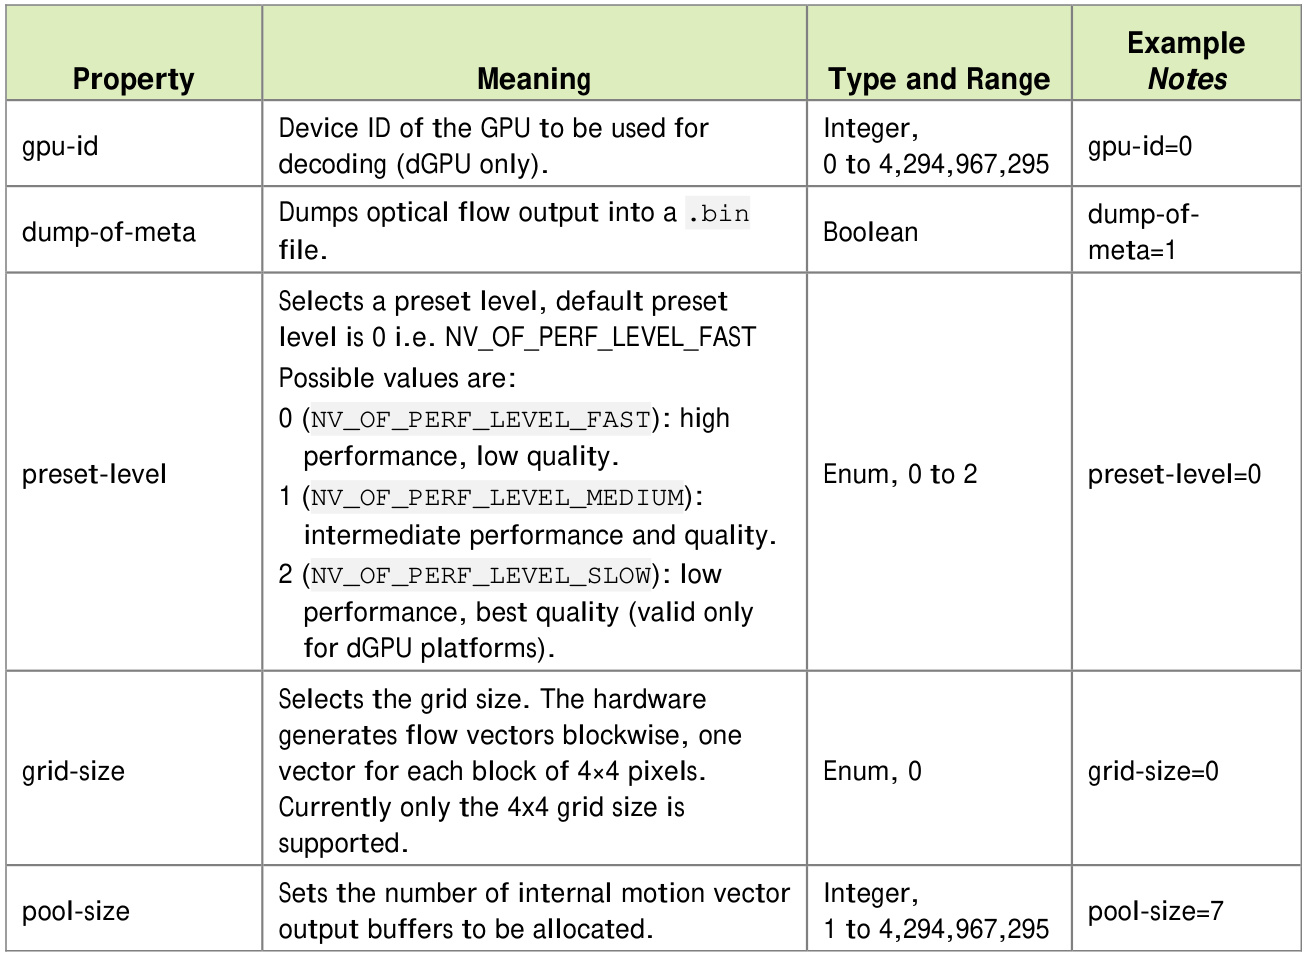 Property
Meaning
Type and Range
Example
Notes
gpu-id
Device ID of the GPU to be used for
decoding (dGPU only).
Integer,
0 to 4,294,967,295
gpu-id=0
dump-of-meta
Dumps optical flow output into a .bin
file.
Boolean
dump-of-
meta=1
preset-level
Selects a preset level, default preset
level is 0 i.e. NV_OF_PERF_LEVEL_FAST
Possible values are:
0 (NV_OF_PERF_LEVEL_FAST): high
performance, low quality.
1 (NV_OF_PERF_LEVEL_MEDIUM):
intermediate performance and quality.
2 (NV_OF_PERF_LEVEL_SLOW): low
performance, best quality (valid only
for dGPU platforms).
Enum, 0 to 2
preset-level=0
grid-size
Selects the grid size. The hardware
generates flow vectors blockwise, one
vector for each block of 4×4 pixels.
Currently only the 4x4 grid size is
supported.
Enum, 0
grid-size=0
pool-size
Sets the number of internal motion vector
output buffers to be allocated.
Integer,
1 to 4,294,967,295
pool-size=7